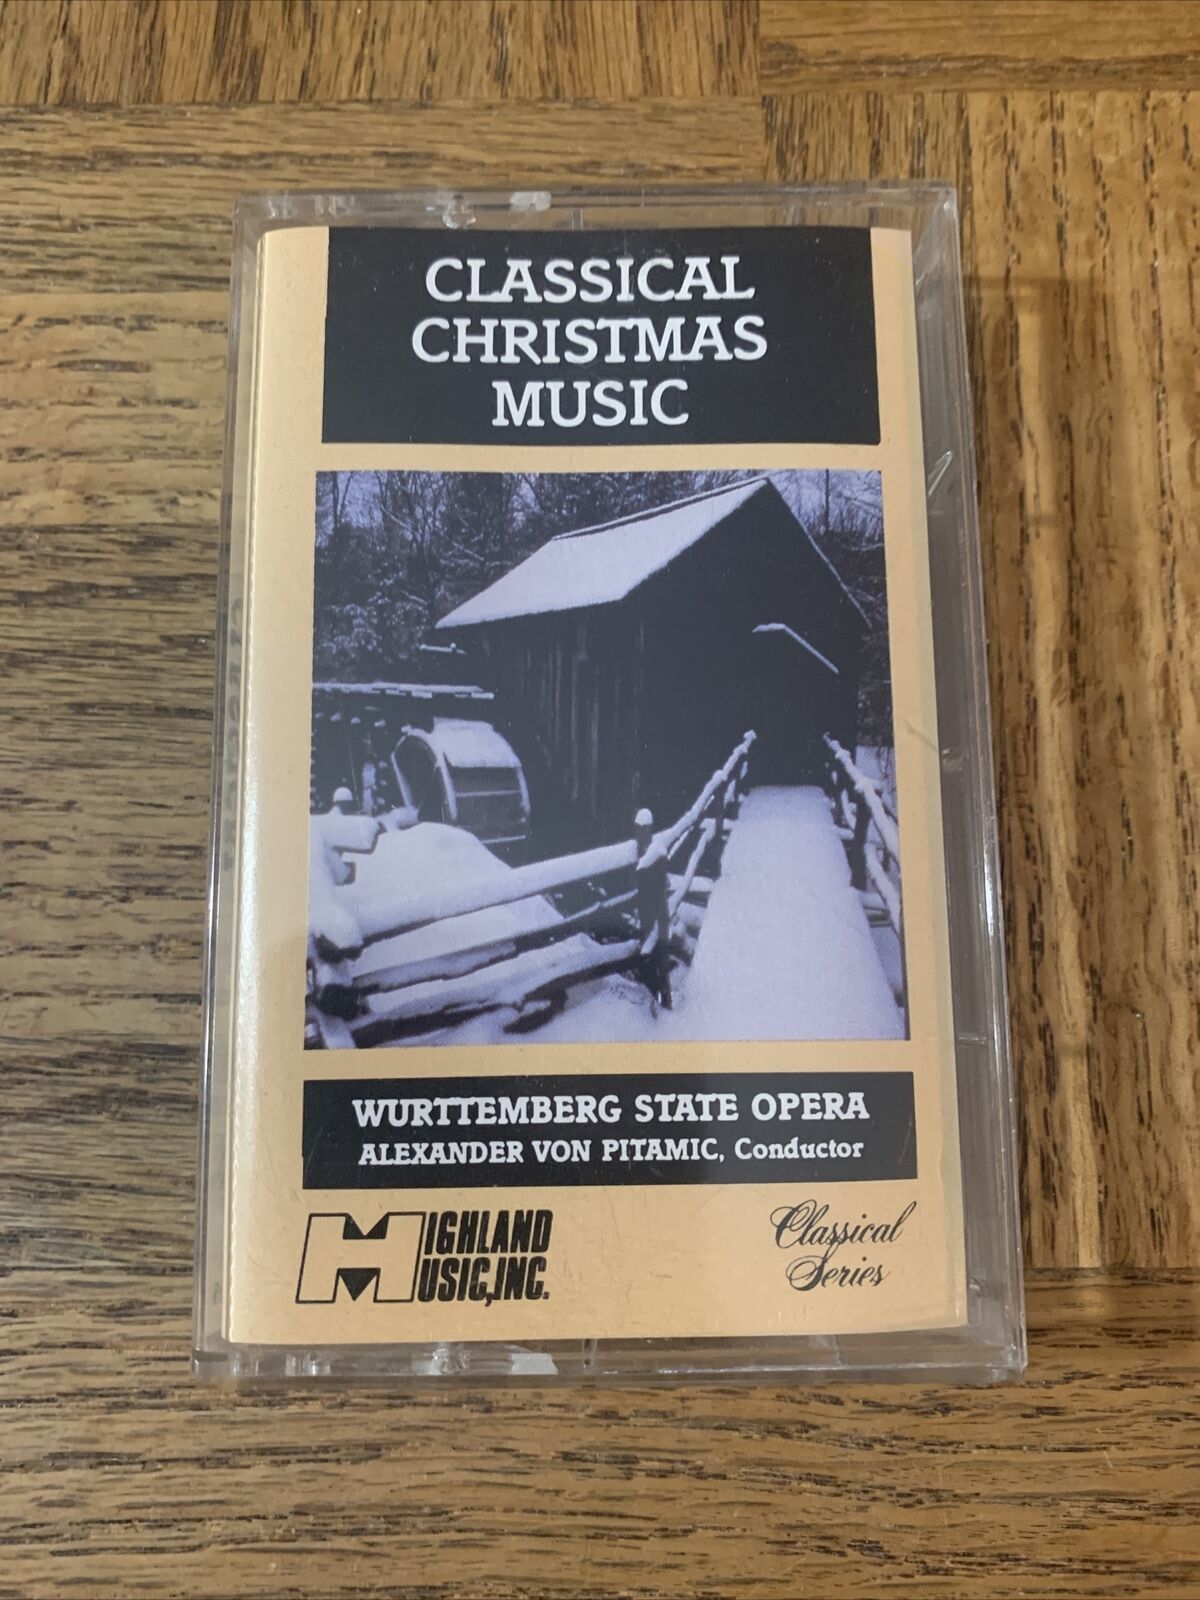 CLASSICAL
CHRISTMAS
MUSIC
WURTTEMBERG STATE OPERA
ALEXANDER VON PITAMIC, Conductor
HIGHLAND
MUSIC, INC.
Classical
Series